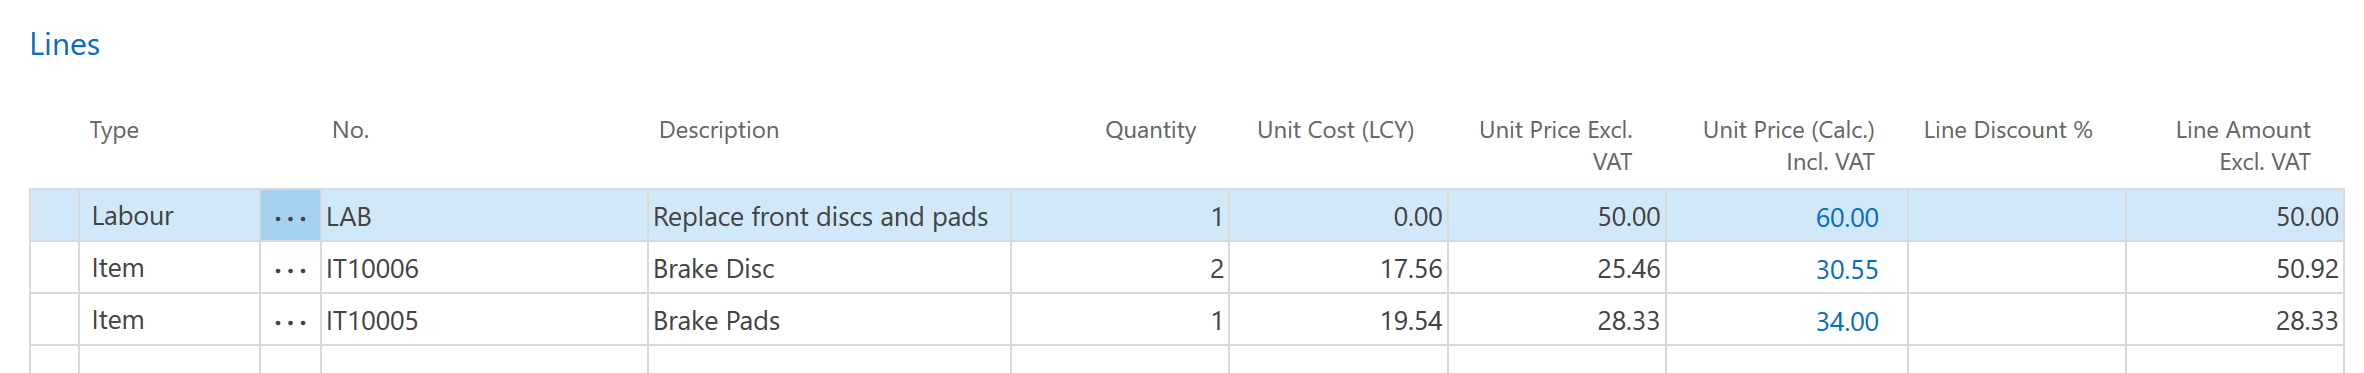 Lines
Type No. Description Quantity Unit Cost (LCY) Unit Price Excl. Unit Price (Calc.) Line Discount % Line Amount
VAT Incl. VAT Excl. VAT
Labour ... LAB Replace front discs and pads 1 0.00 50.00 60.00 50.00
Item ... IT10006 Brake Disc 2 17.56 25.46 30.55 50.92
Item ... IT10005 Brake Pads 1 19.54 28.33 34.00 28.33